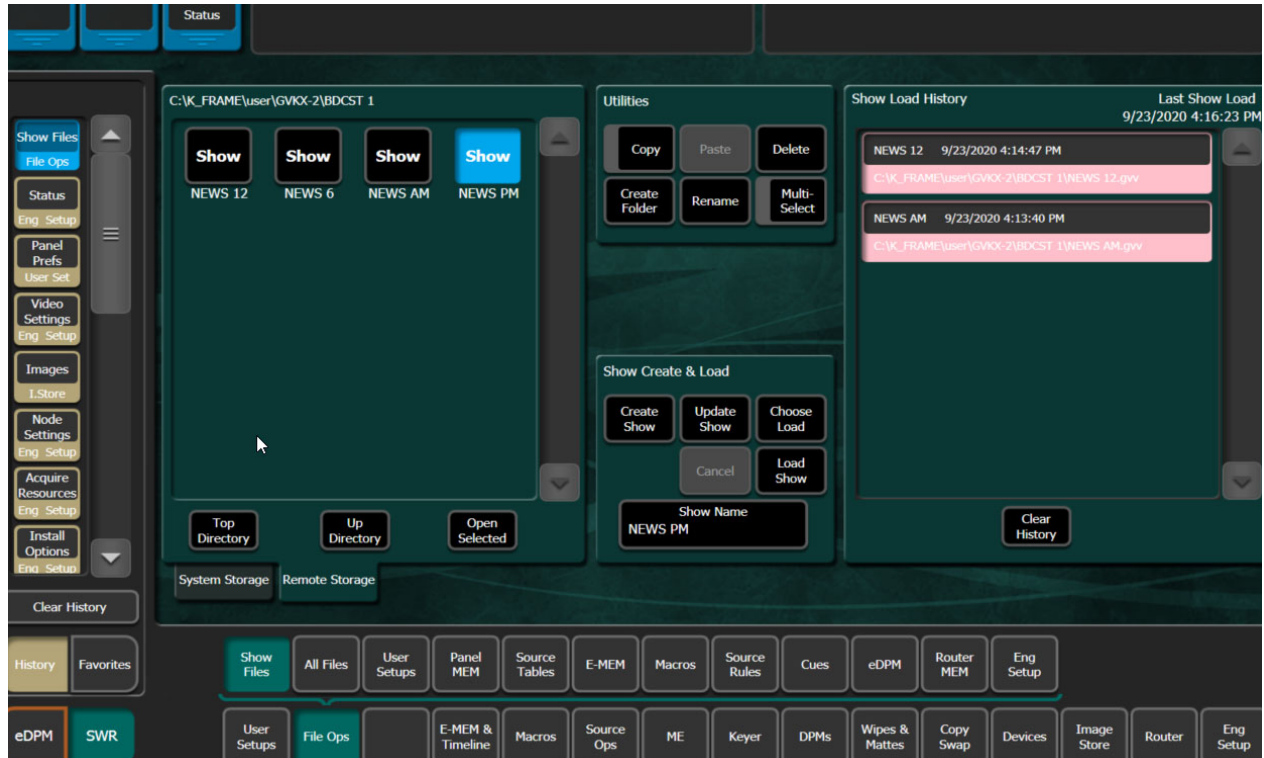 Status
Show Files
File Ops
Status
Eng Setup
Panel
Prefs
User Set
Video
Settings
Eng Setup
Images
I.Store
Node
Settings
Eng Setup
Acquire
Resources
Eng Setup
Install
Options
Eng Setup
Clear History
History
Favorites
eDPM
SWR
C:\K_FRAME\user\GVKX-2\BDCST 1
Show
Show
Show
Show
NEWS 12
NEWS 6
NEWS AM
NEWS PM
Top
Directory
Up
Directory
Open
Selected
System Storage
Remote Storage
Utilities
Copy
Paste
Delete
Create
Folder
Rename
Multi-
Select
Show Create & Load
Create
Show
Update
Show
Choose
Load
Cancel
Load
Show
Show Name
NEWS PM
Show Load History
Last Show Load
9/23/2020 4:16:23 PM
NEWS 12 9/23/2020 4:14:47 PM
C:\K_FRAME\user\GVKX-2\BDCST 1\NEWS 12.gvv
NEWS AM 9/23/2020 4:13:40 PM
C:\K_FRAME\user\GVKX-2\BDCST 1\NEWS AM.gvv
Clear
History
Show
Files
All Files
User
Setups
Panel
MEM
Source
Tables
E-MEM
Macros
Source
Rules
Cues
eDPM
Router
MEM
Eng
Setup
User
Setups
File Ops
E-MEM &
Timeline
Macros
Source
Ops
ME
Keyer
DPMs
Wipes &
Mattes
Copy
Swap
Devices
Image
Store
Router
Eng
Setup